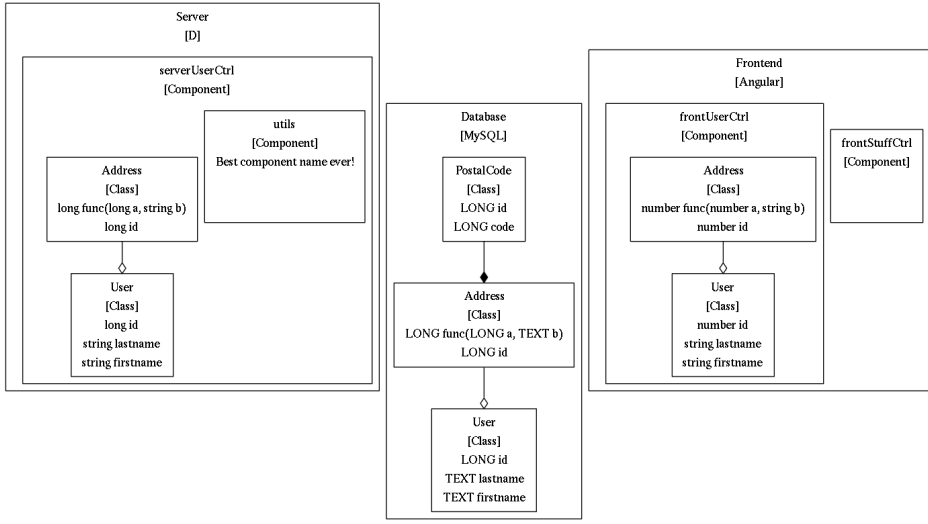 Server
[D]
serverUserCtrl
[Component]
utils
[Component]
Best component name ever!
Address
[Class]
long func(long a, string b)
long id
User
[Class]
long id
string lastname
string firstname
Database
[MySQL]
PostalCode
[Class]
LONG id
LONG code
Address
[Class]
LONG func(LONG a, TEXT b)
LONG id
User
[Class]
LONG id
TEXT lastname
TEXT firstname
Frontend
[Angular]
frontUserCtrl
[Component]
Address
[Class]
number func(number a, string b)
number id
User
[Class]
number id
string lastname
string firstname
frontStuffCtrl
[Component]